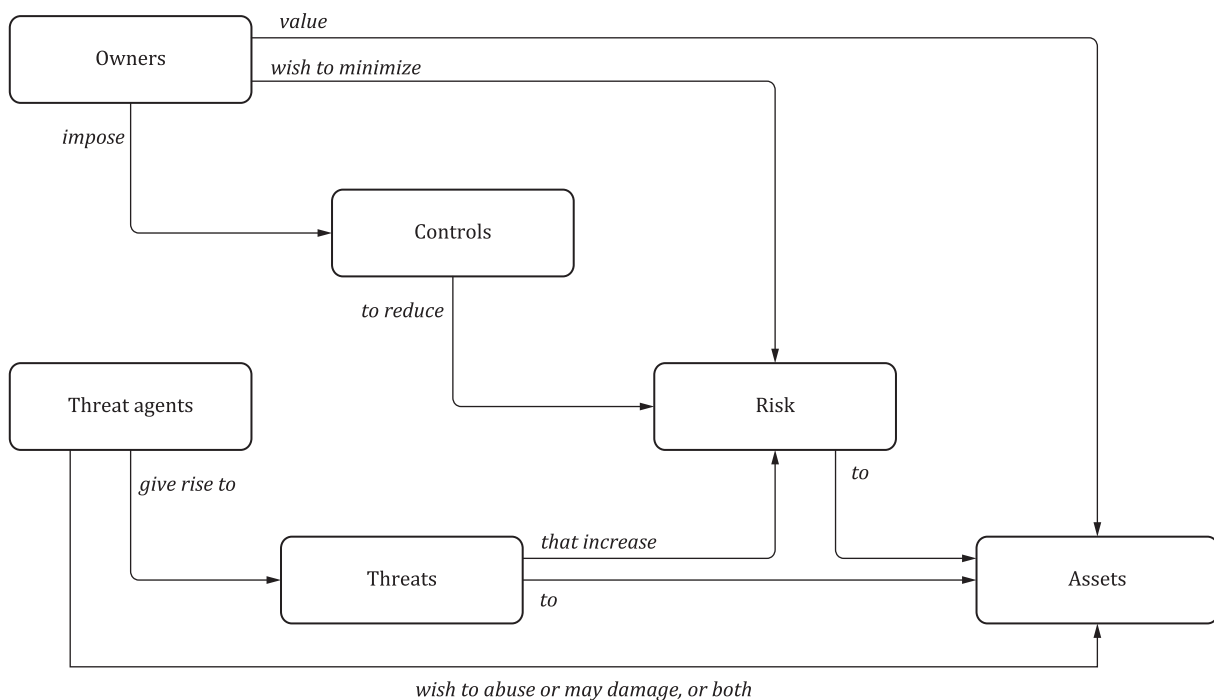 value
Owners
wish to minimize
impose
Controls
to reduce
Threat agents
Risk
to
give rise to
that increase
Threats
Assets
to
wish to abuse or may damage, or both